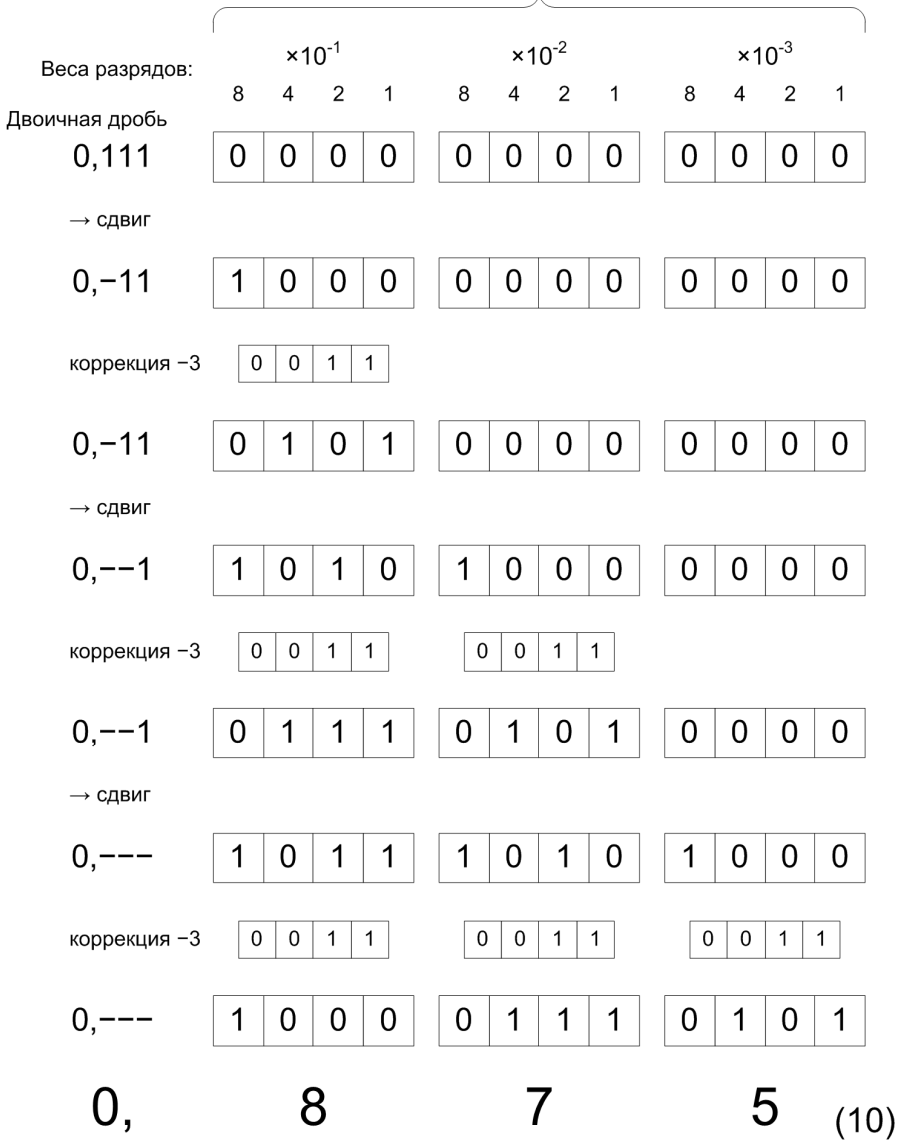 ×10⁻¹ ×10⁻² ×10⁻³
Веса разрядов:
8 4 2 1 8 4 2 1 8 4 2 1
Двоичная дробь
0,111 0 0 0 0 0 0 0 0 0 0 0 0
→ сдвиг
0,−11 1 0 0 0 0 0 0 0 0 0 0 0
коррекция −3 0 0 1 1
0,−11 0 1 0 1 0 0 0 0 0 0 0 0
→ сдвиг
0,−−1 1 0 1 0 1 0 0 0 0 0 0 0
коррекция −3 0 0 1 1 0 0 1 1
0,−−1 0 1 1 1 0 1 0 1 0 0 0 0
→ сдвиг
0,−−− 1 0 1 1 1 0 1 0 1 0 0 0
коррекция −3 0 0 1 1 0 0 1 1 0 0 1 1
0,−−− 1 0 0 0 0 1 1 1 0 1 0 1
0, 8 7 5 (10)